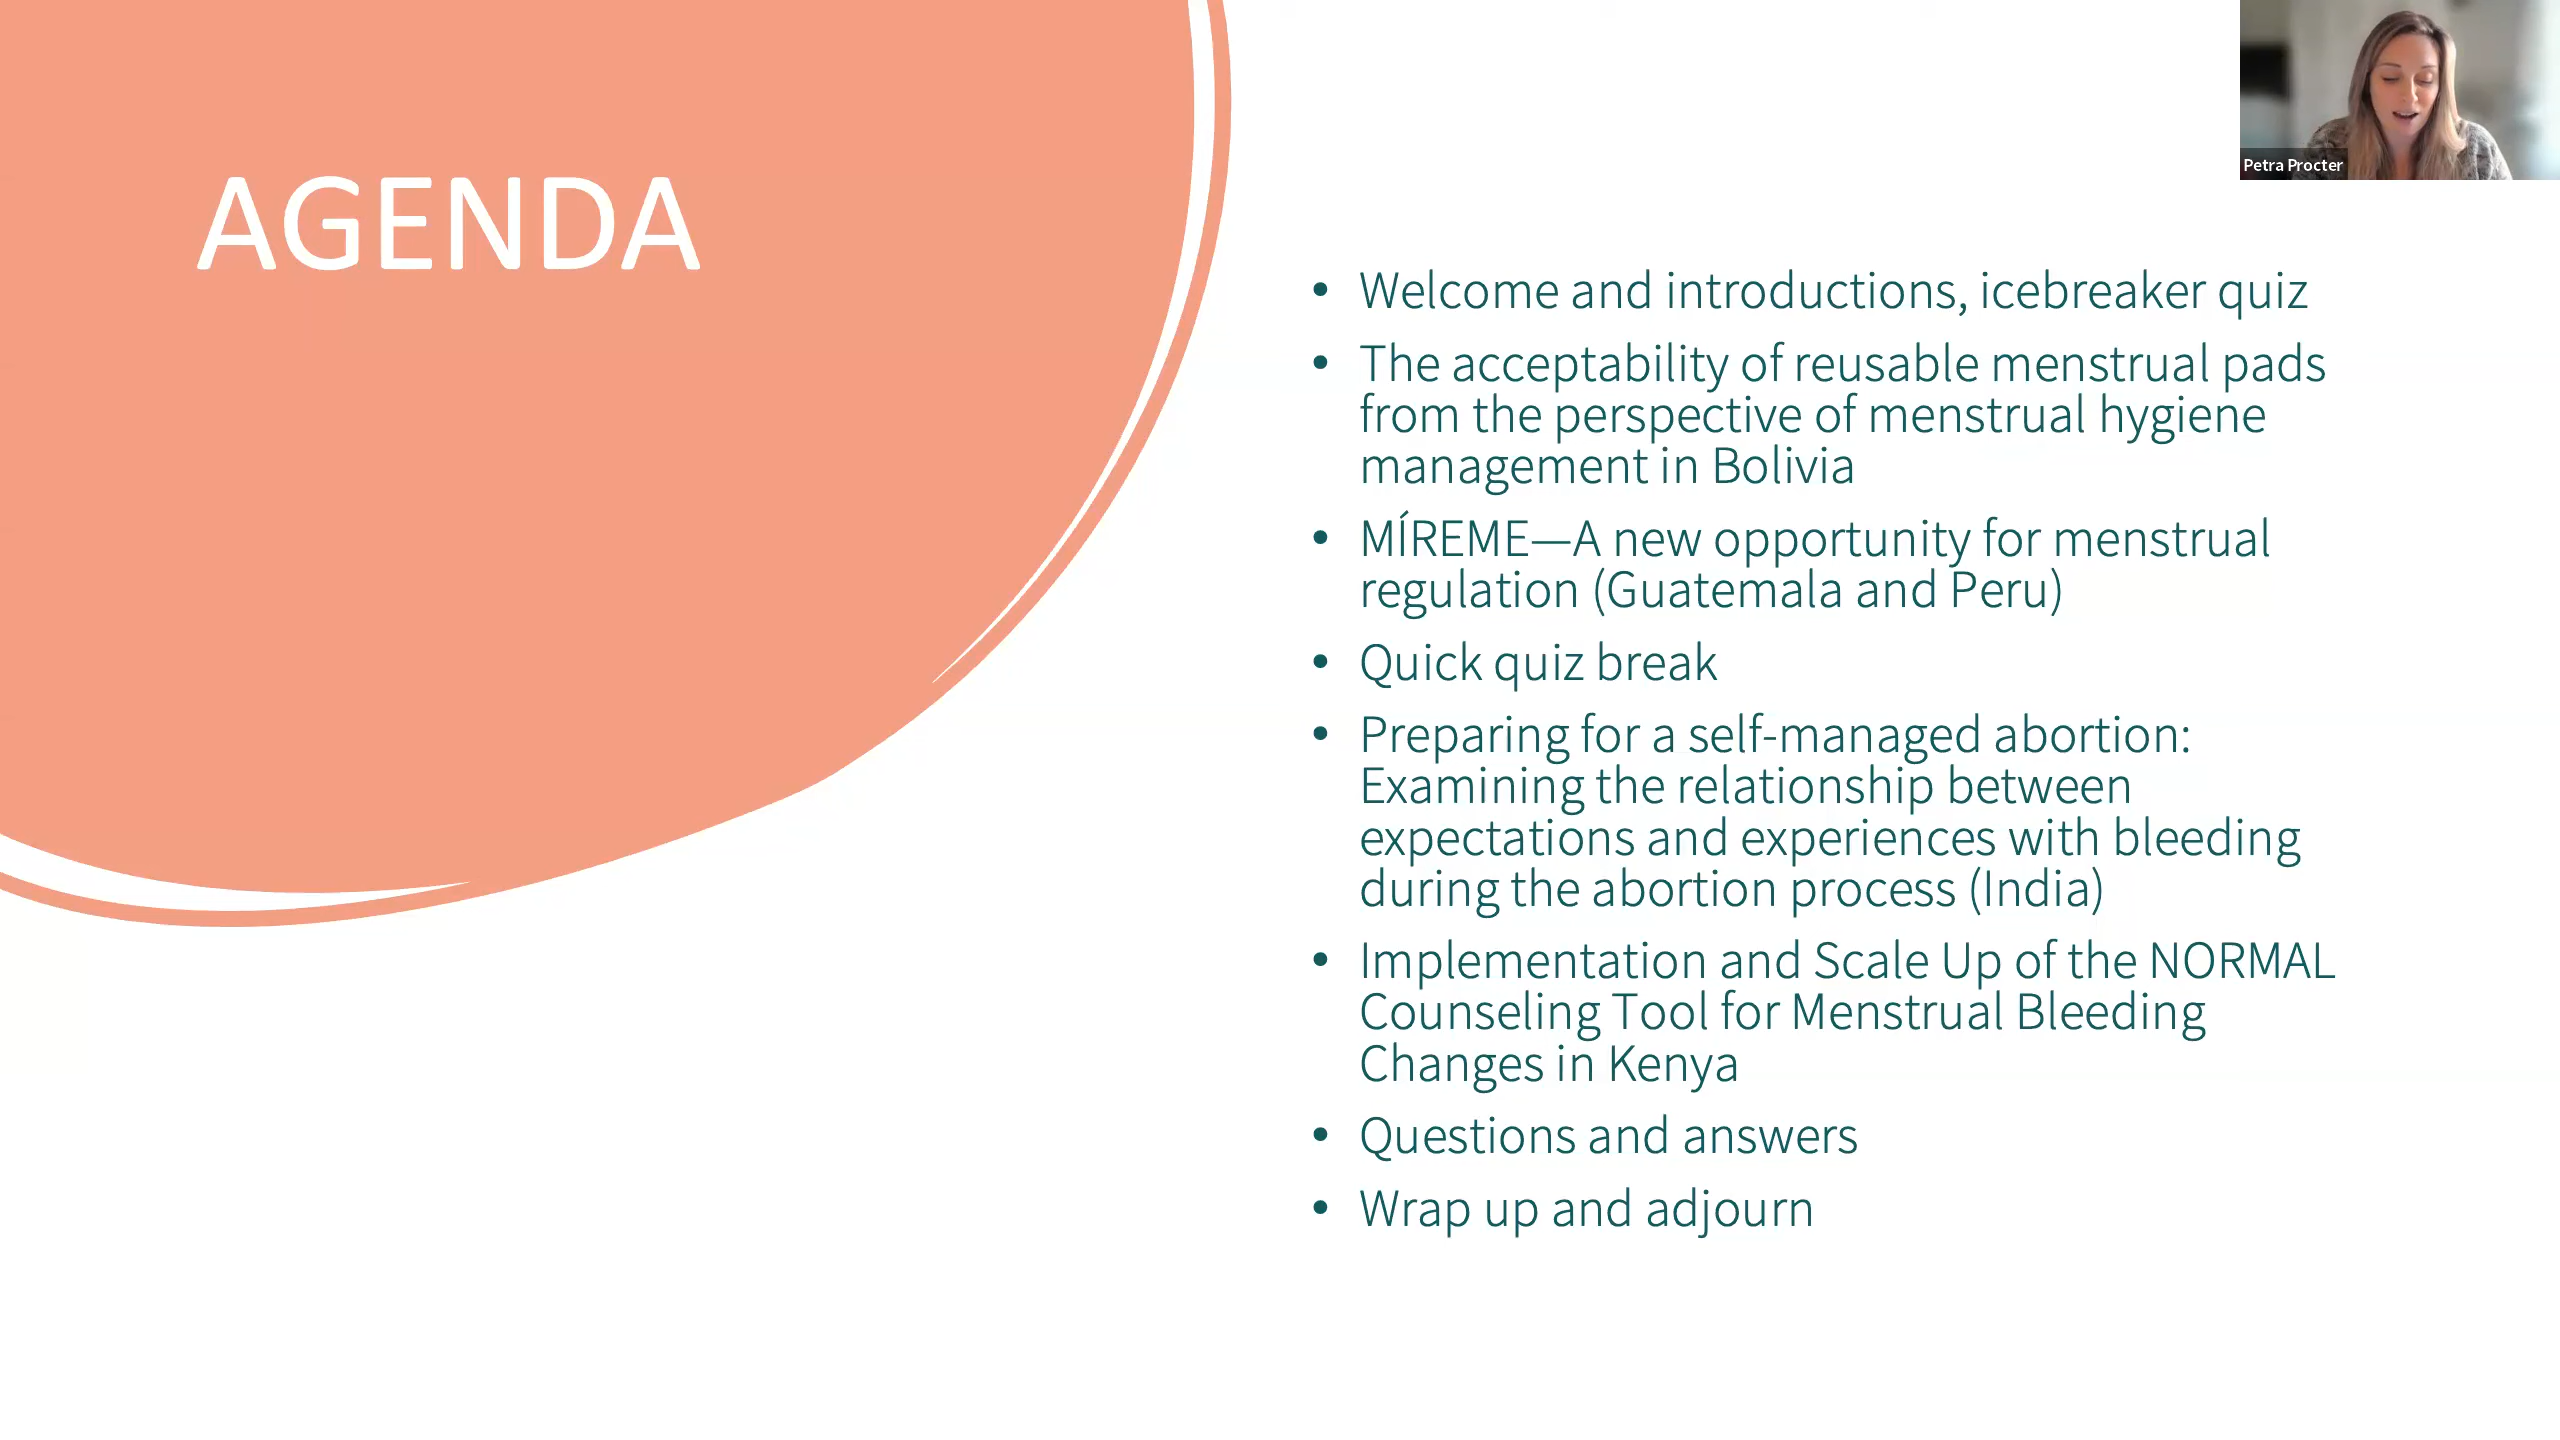 AGENDA
Petra Procter
• Welcome and introductions, icebreaker quiz
• The acceptability of reusable menstrual pads
from the perspective of menstrual hygiene
management in Bolivia
• MÍREME—A new opportunity for menstrual
regulation (Guatemala and Peru)
• Quick quiz break
• Preparing for a self-managed abortion:
Examining the relationship between
expectations and experiences with bleeding
during the abortion process (India)
• Implementation and Scale Up of the NORMAL
Counseling Tool for Menstrual Bleeding
Changes in Kenya
• Questions and answers
• Wrap up and adjourn